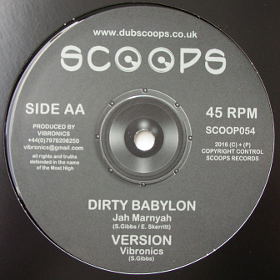 www.dubscoops.co.uk
SCOOPS
SIDE AA
45 RPM
PRODUCED BY
VIBRONICS
+44(0)7976298250
vibronics@gmail.com
all rights and truths
defended in the name
of the Most High
SCOOP054
2016 (C) + (P)
COPYRIGHT CONTROL
SCOOPS RECORDS
DIRTY BABYLON
Jah Marnyah
(S.Gibbs / E. Skerritt)
VERSION
Vibronics
(S.Gibbs)